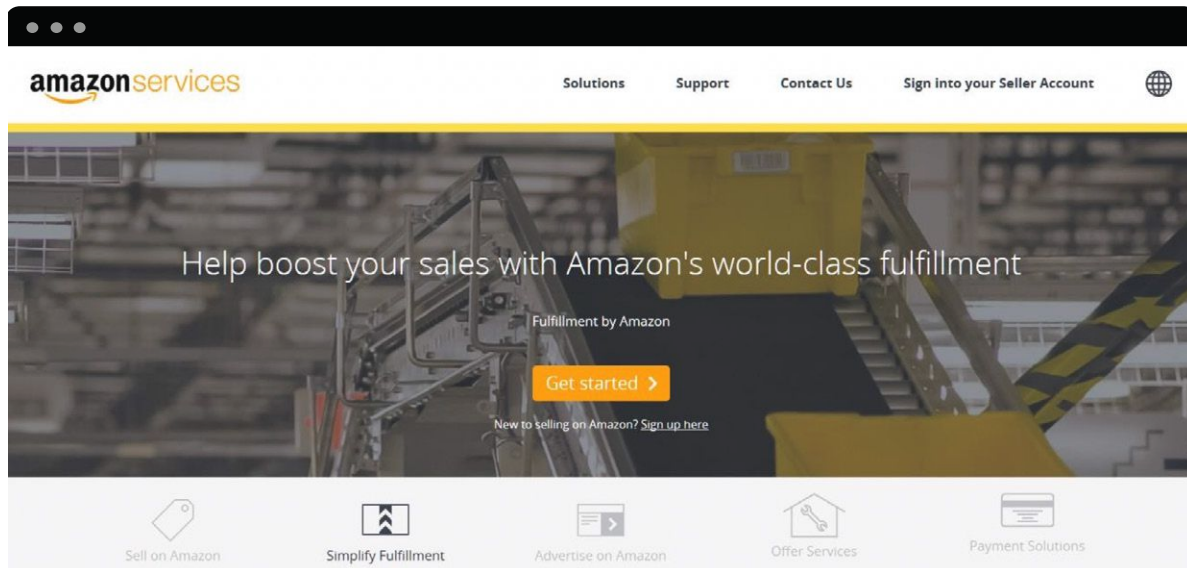 amazonservices
Solutions Support Contact Us Sign into your Seller Account
Help boost your sales with Amazon's world-class fulfillment
Fulfillment by Amazon
Get started
New to selling on Amazon? Sign up here
Sell on Amazon Simplify Fulfillment Advertise on Amazon Offer Services Payment Solutions